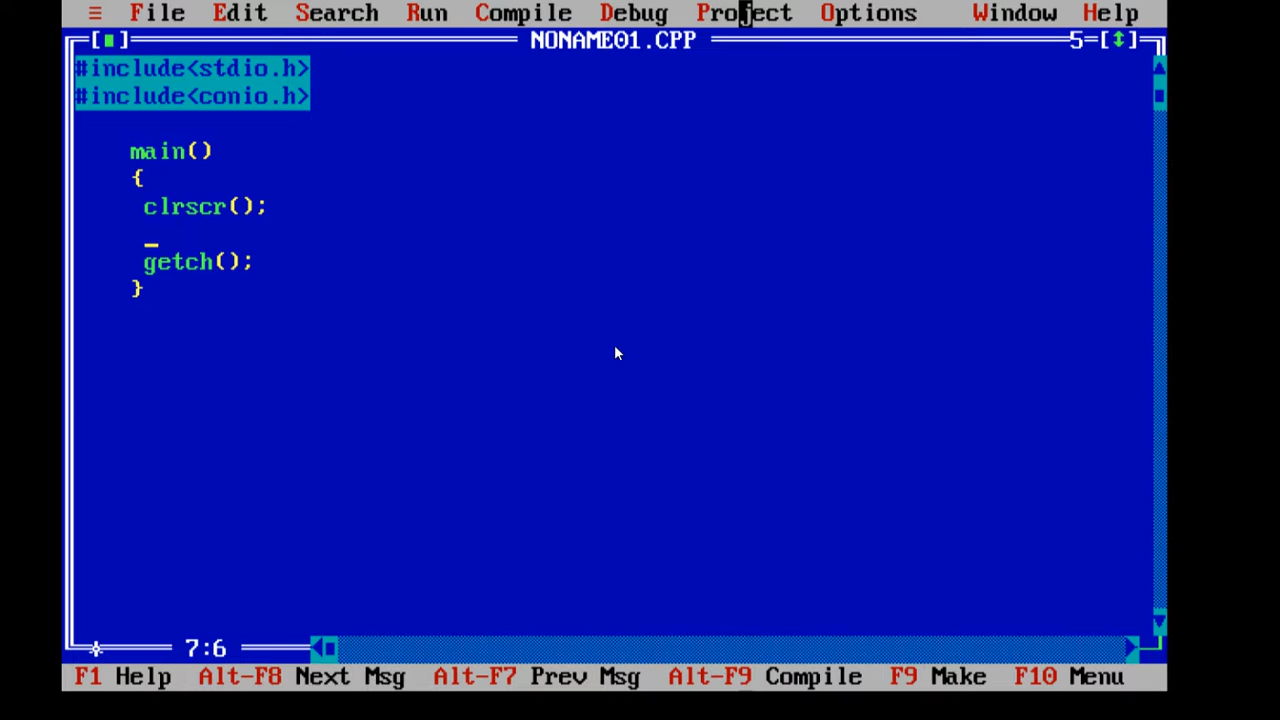 ≡ File Edit Search Run Compile Debug Project Options Window Help
[■] NONAME01.CPP 5=[↕]
#include<stdio.h>
#include<conio.h>
main()
{
clrscr();
_
getch();
}
7:6
F1 Help Alt-F8 Next Msg Alt-F7 Prev Msg Alt-F9 Compile F9 Make F10 Menu